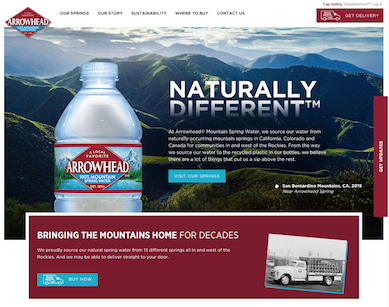 Cap Safety ReadyRefresh™ Log In
ARROWHEAD
100% MOUNTAIN
SPRING WATER
OUR SPRINGS OUR STORY SUSTAINABILITY WHERE TO BUY CONTACT US
GET DELIVERY
NATURALLY
DIFFERENT™
At Arrowhead® Mountain Spring Water, we source our water from
naturally occurring mountain springs in California, Colorado and
Canada for communities in and west of the Rockies. From the way
we source our water to the recycled plastic in our bottles, we believe
there are a lot of things that put us a sip above the rest.
VISIT OUR SPRINGS
A LOCAL
FAVORITE
ARROWHEAD
100% MOUNTAIN
SPRING WATER
EST. 1894
San Bernardino Mountains, CA, 2015
Near Arrowhead Spring
GET UPDATES
BRINGING THE MOUNTAINS HOME FOR DECADES
We proudly source our natural spring water from 13 different springs all in and west of the
Rockies. And we may be able to deliver straight to your door.
BUY NOW